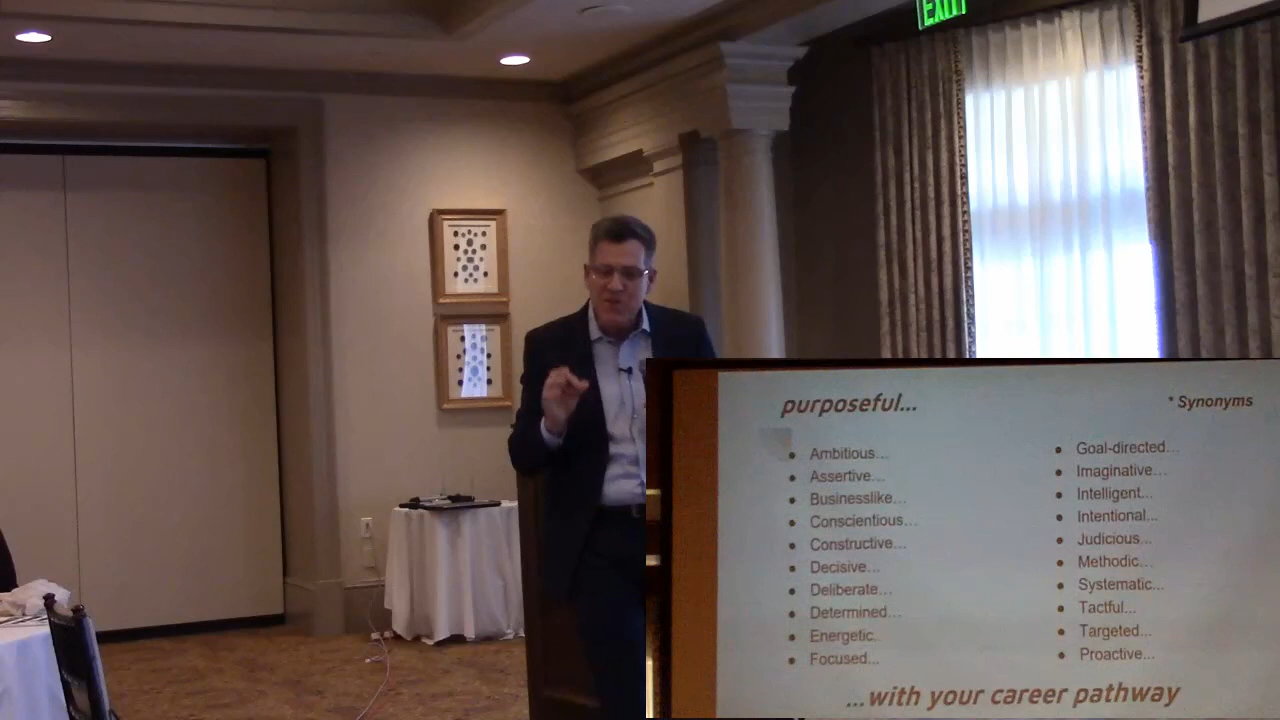 EXIT
purposeful...
* Synonyms
Ambitious...
Assertive...
Businesslike...
Conscientious...
Constructive...
Decisive...
Deliberate...
Determined...
Energetic..
Focused...
Goal-directed...
Imaginative...
Intelligent...
Intentional...
Judicious...
Methodic...
Systematic...
Tactful...
Targeted...
Proactive...
...with your career pathway